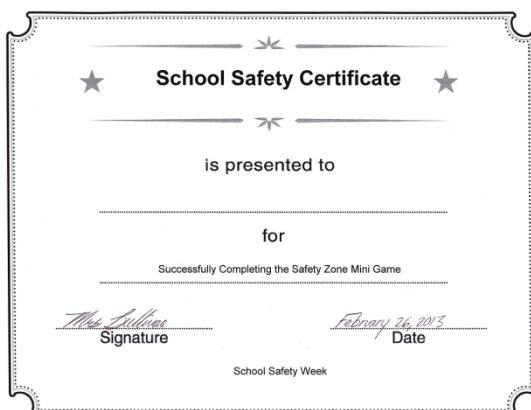 School Safety Certificate
is presented to
for
Successfully Completing the Safety Zone Mini Game
Mrs. Sullivan
February 26, 2013
Signature
Date
School Safety Week